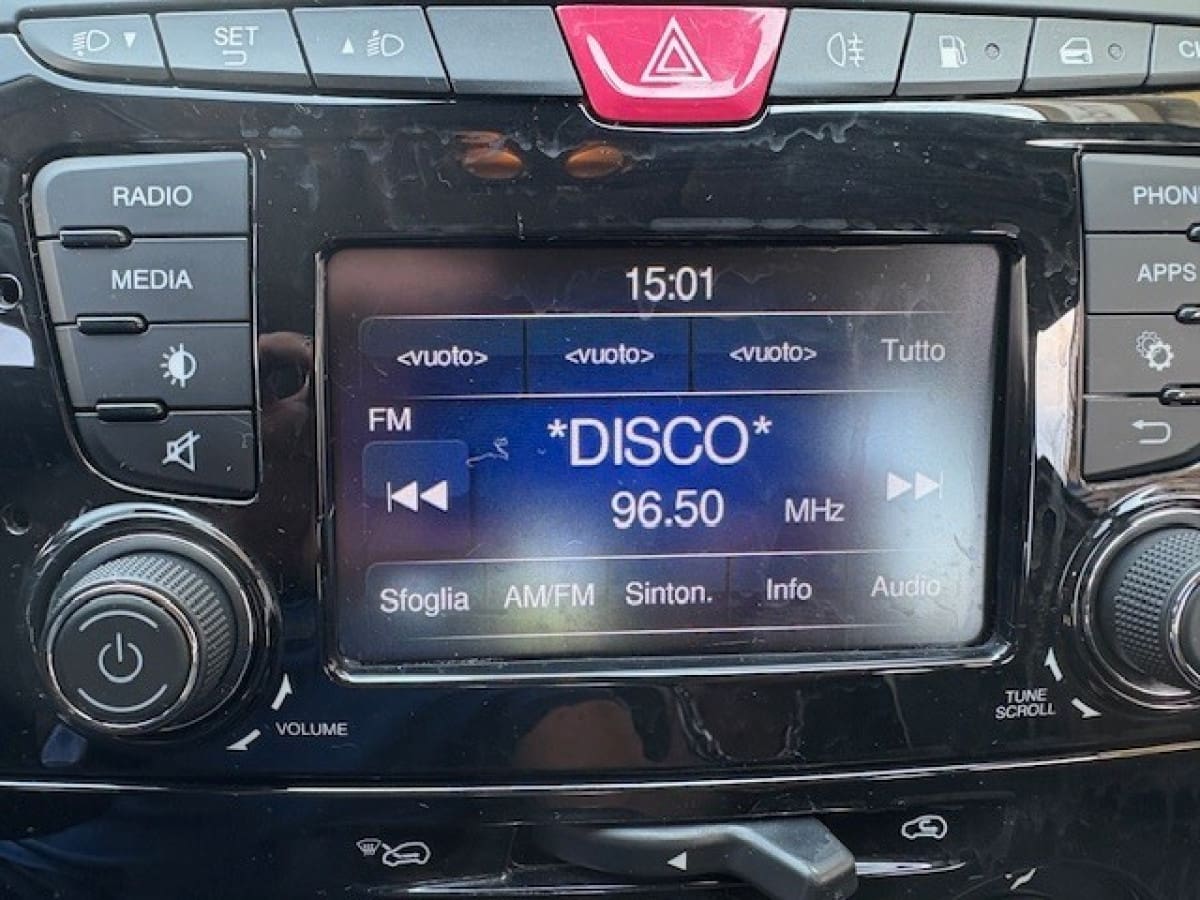 SET
RADIO
MEDIA
APPS
15:01
<vuoto> <vuoto> <vuoto> Tutto
FM
*DISCO*
96.50 MHz
Sfoglia AM/FM Sinton. Info Audio
VOLUME
TUNE
SCROLL